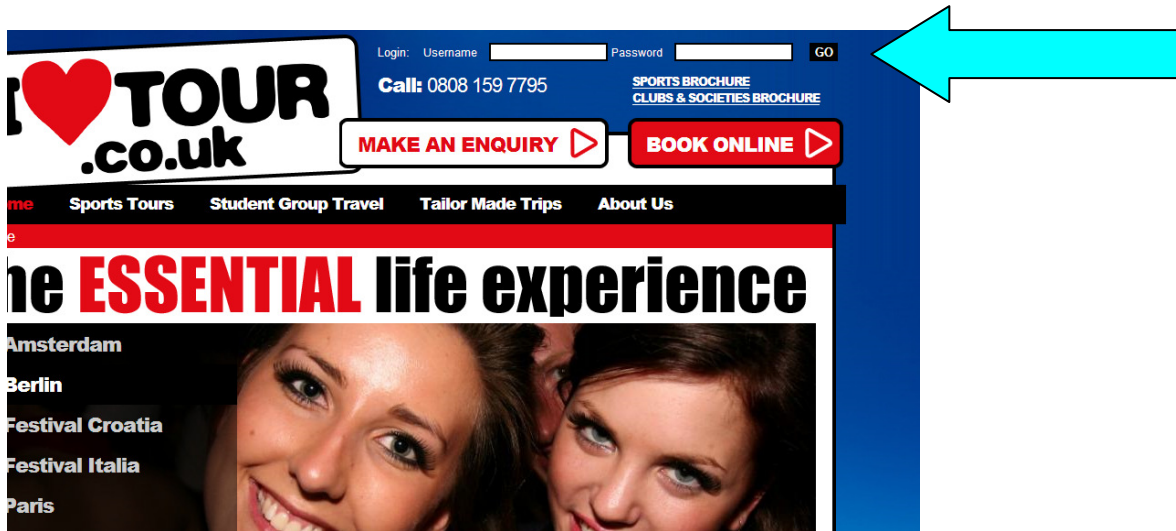 Login: Username Password GO
I TOUR
.co.uk
Call: 0808 159 7795
SPORTS BROCHURE
CLUBS & SOCIETIES BROCHURE
MAKE AN ENQUIRY
BOOK ONLINE
me Sports Tours Student Group Travel Tailor Made Trips About Us
e
he ESSENTIAL life experience
Amsterdam
Berlin
Festival Croatia
Festival Italia
Paris